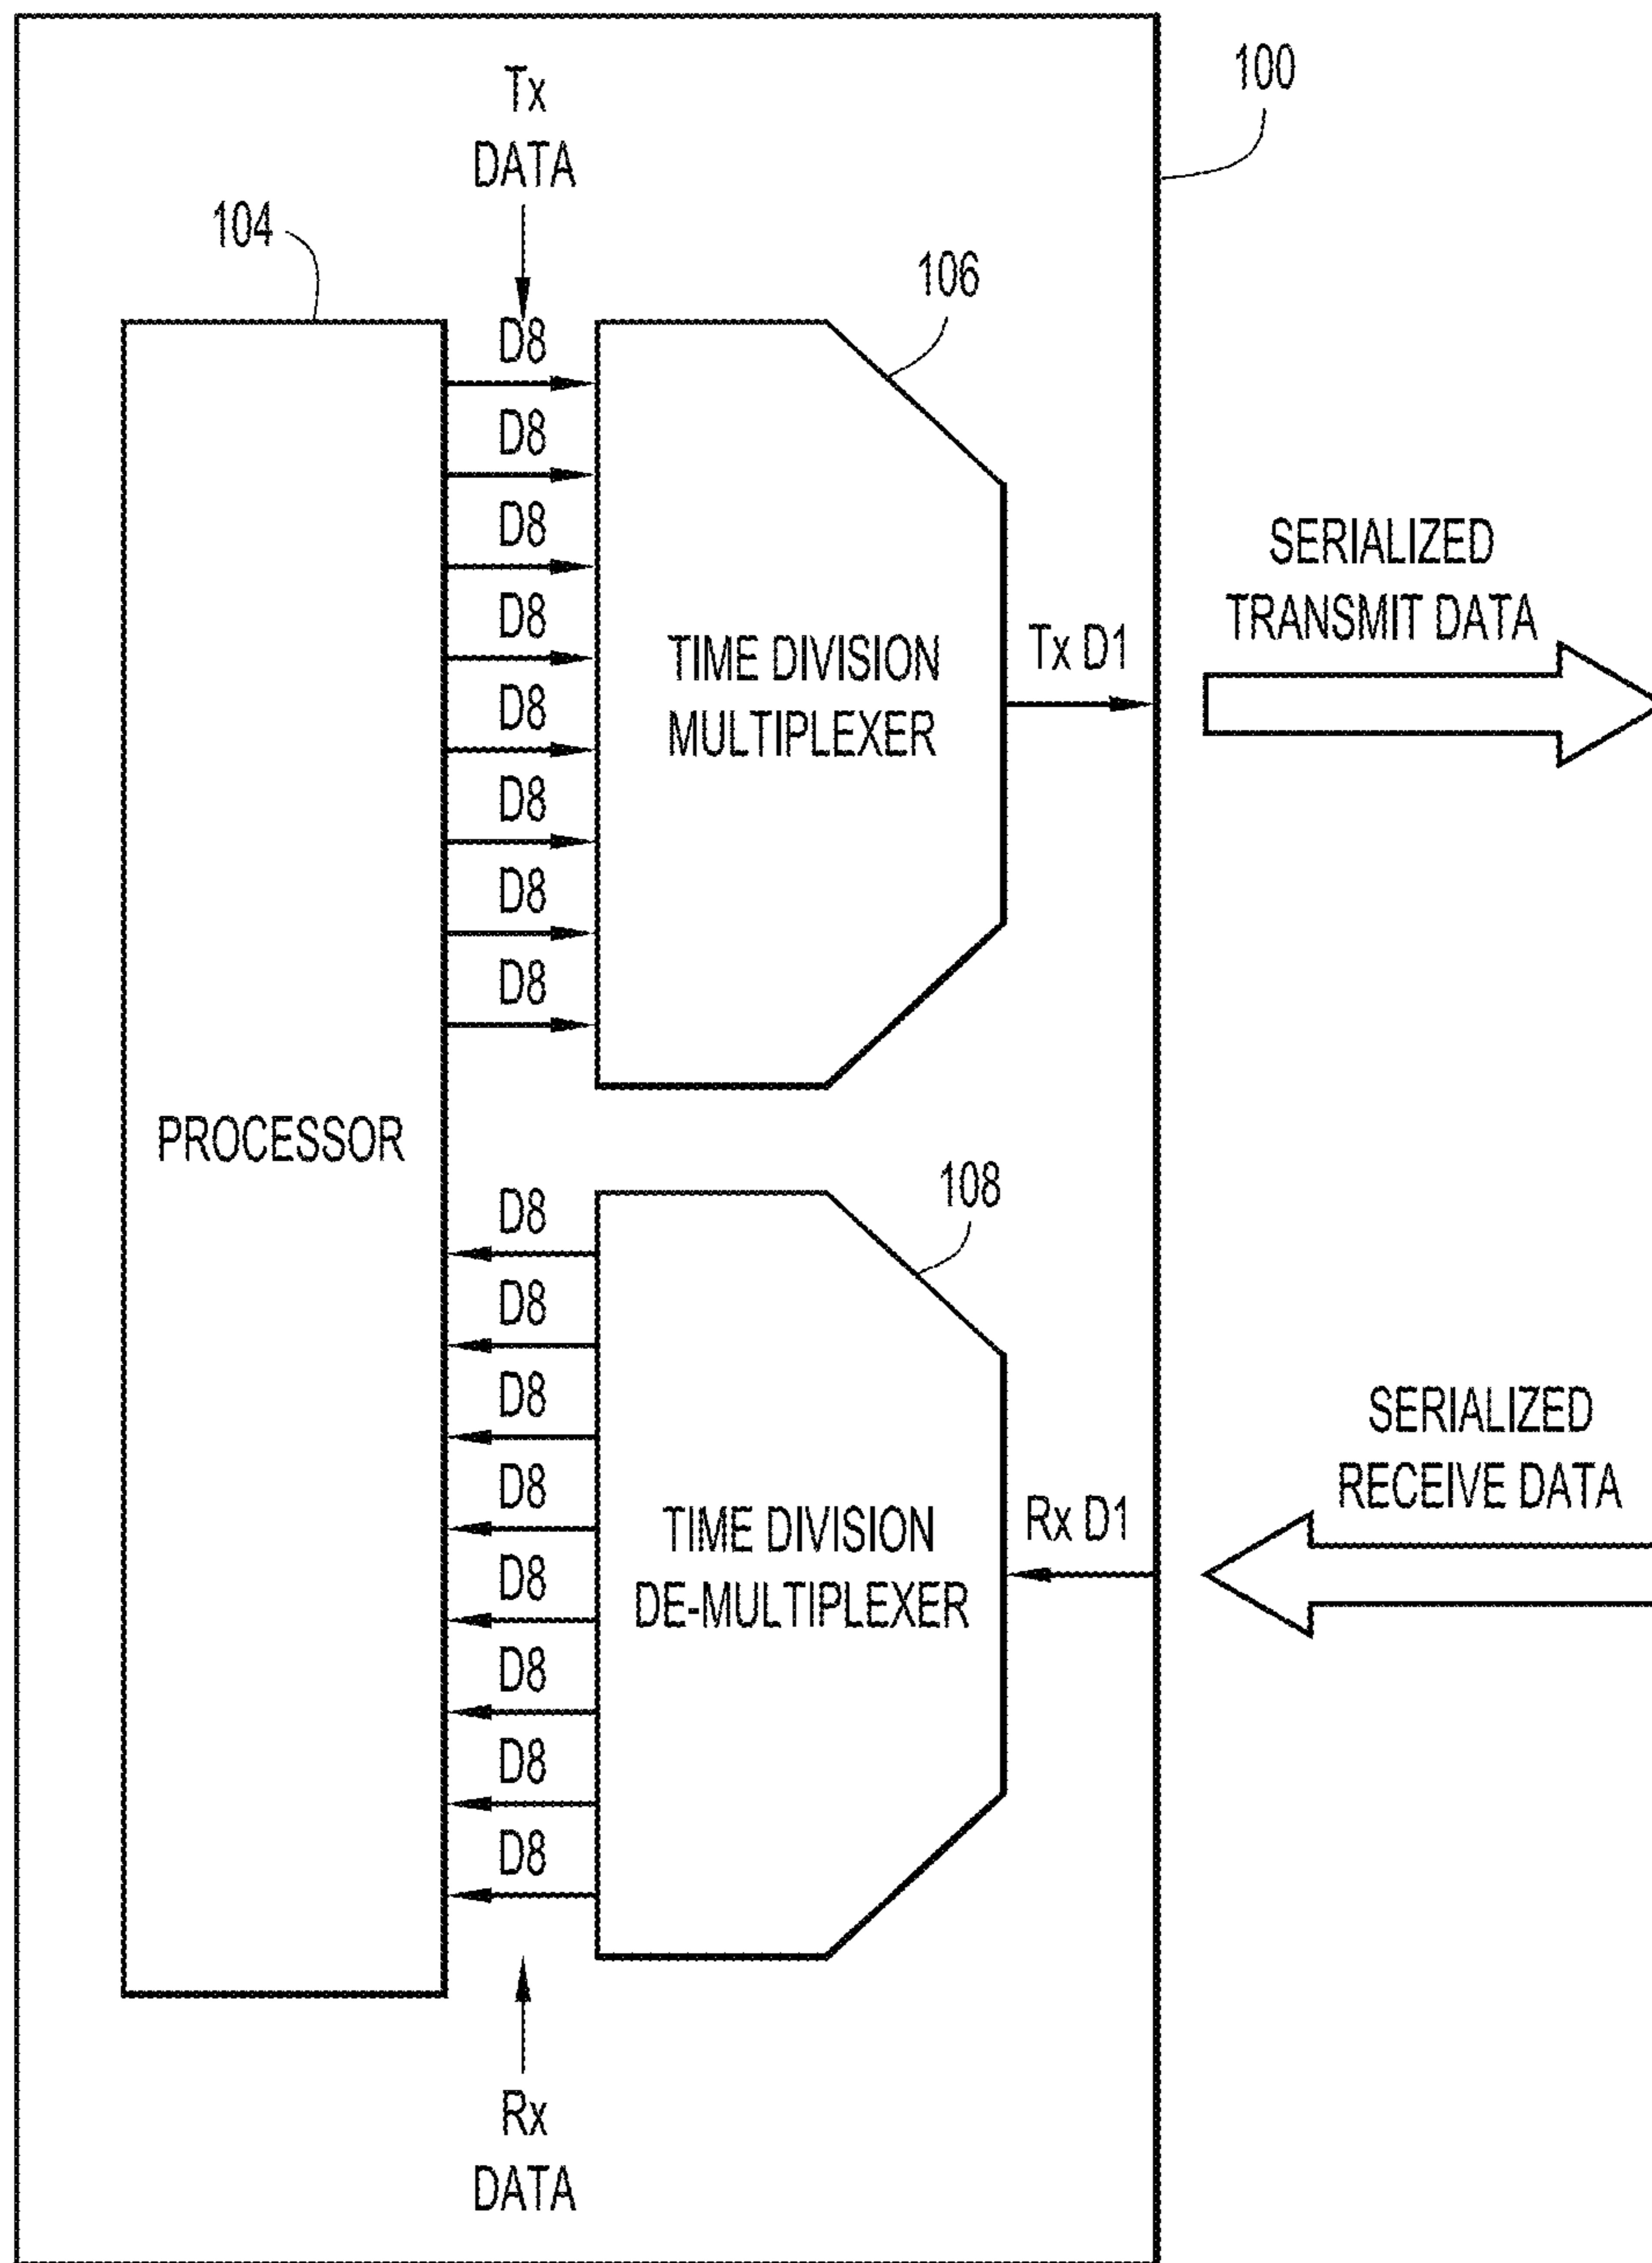 Tx
DATA
100
104
106
D8
D8
D8
D8
D8
D8
D8
D8
TIME DIVISION
MULTIPLEXER
Tx D1
SERIALIZED
TRANSMIT DATA
PROCESSOR
108
D8
D8
D8
D8
D8
D8
D8
D8
TIME DIVISION
DE-MULTIPLEXER
Rx D1
SERIALIZED
RECEIVE DATA
Rx
DATA